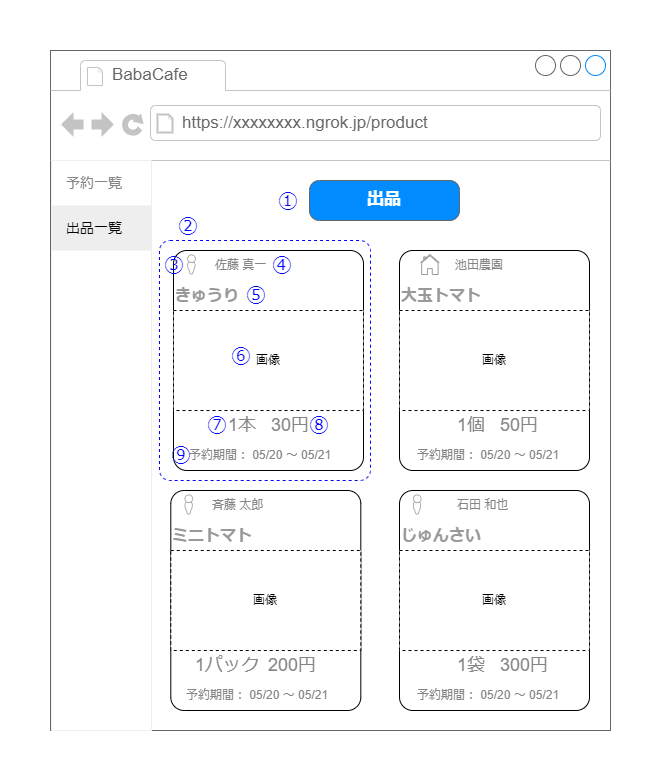 BabaCafe
https://xxxxxxxx.ngrok.jp/product
予約一覧
出品一覧
① 出品
②
③ 佐藤 真一 ④
きゅうり ⑤
⑥ 画像
⑦ 1本 30円 ⑧
⑨ 予約期間： 05/20 ～ 05/21
池田農園
大玉トマト
画像
1個 50円
予約期間： 05/20 ～ 05/21
斉藤 太郎
ミニトマト
画像
1パック 200円
予約期間： 05/20 ～ 05/21
石田 和也
じゅんさい
画像
1袋 300円
予約期間： 05/20 ～ 05/21